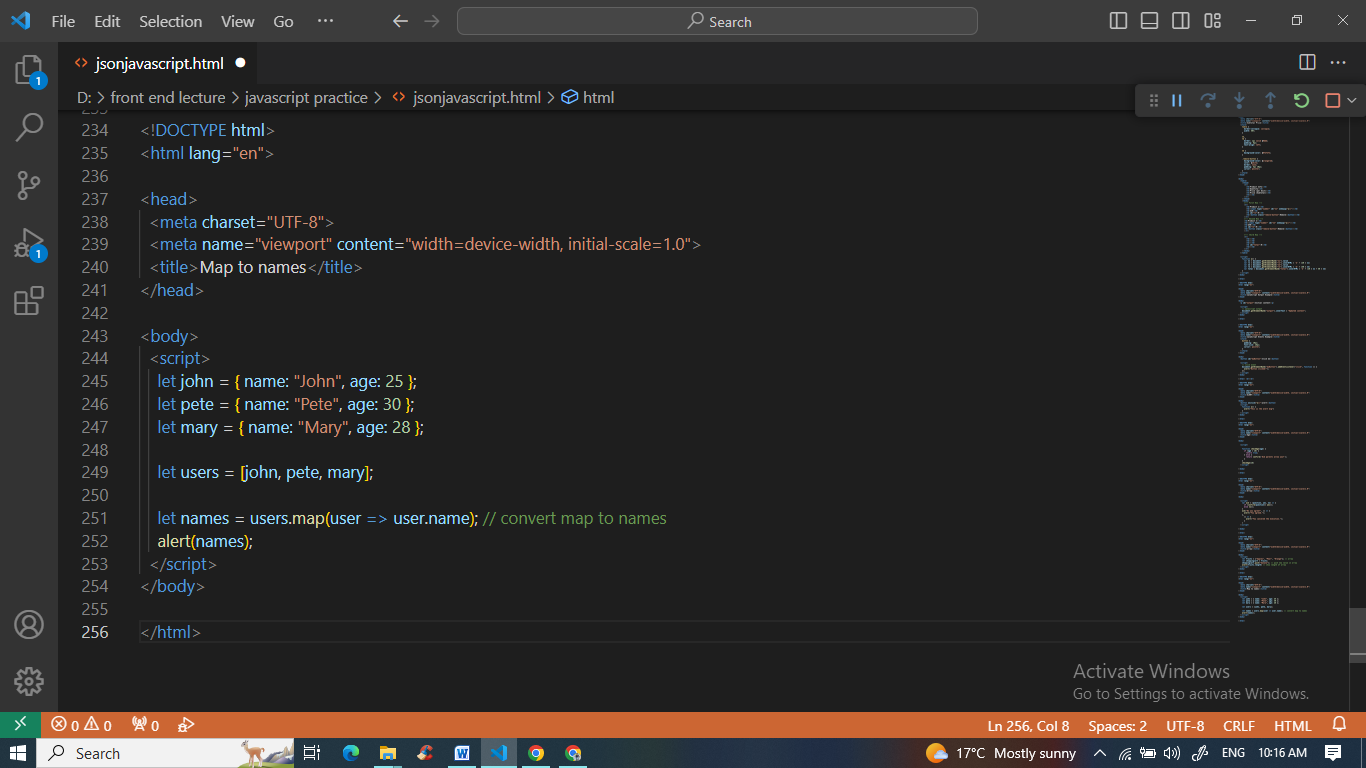 File Edit Selection View Go ··· Search
jsonjavascript.html
D: > front end lecture > javascript practice > jsonjavascript.html > html
234 <!DOCTYPE html>
235 <html lang="en">
236
237 <head>
238 <meta charset="UTF-8">
239 <meta name="viewport" content="width=device-width, initial-scale=1.0">
240 <title>Map to names</title>
241 </head>
242
243 <body>
244 <script>
245 let john = { name: "John", age: 25 };
246 let pete = { name: "Pete", age: 30 };
247 let mary = { name: "Mary", age: 28 };
248
249 let users = [john, pete, mary];
250
251 let names = users.map(user => user.name); // convert map to names
252 alert(names);
253 </script>
254 </body>
255
256 </html>
1
1
Activate Windows
Go to Settings to activate Windows.
0 0 0 Ln 256, Col 8 Spaces: 2 UTF-8 CRLF HTML
Search 17°C Mostly sunny ENG 10:16 AM